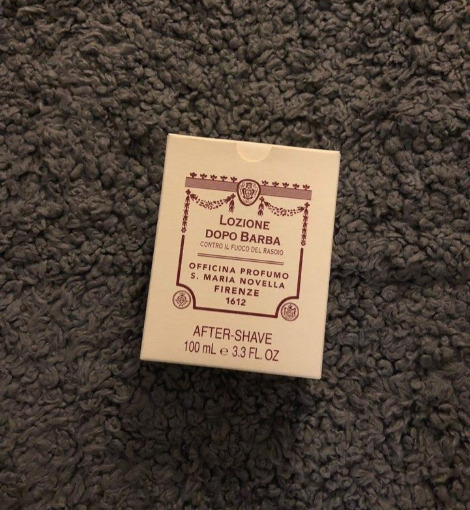 LOZIONE
DOPO BARBA
CONTRO IL FUOCO DEL RASOIO
OFFICINA PROFUMO
S. MARIA NOVELLA
FIRENZE
1612
AFTER-SHAVE
100 mL ℮ 3.3 FL. OZ